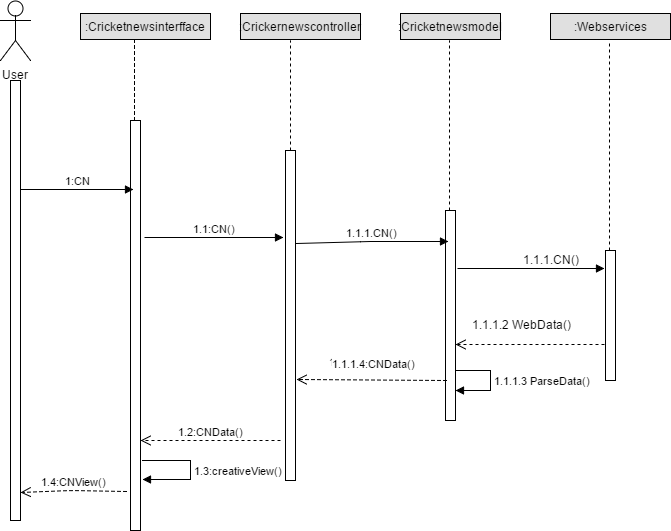 :Cricketnewsinterfface
:Crickernewscontroller
:Cricketnewsmodel
:Webservices
User
1:CN
1.1:CN()
1.1.1.CN()
1.1.1.CN()
1.1.1.2 WebData()
1.1.1.4:CNData()
1.1.1.3 ParseData()
1.2:CNData()
1.3:creativeView()
1.4:CNView()